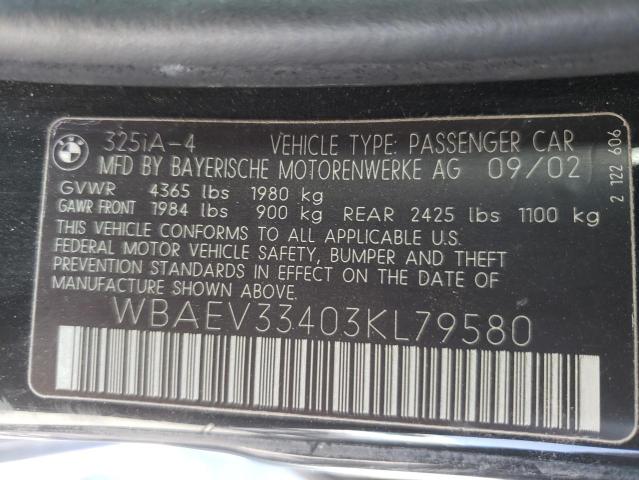 325iA-4 VEHICLE TYPE: PASSENGER CAR
MFD BY BAYERISCHE MOTORENWERKE AG 09/02
GVWR 4365 lbs 1980 kg
GAWR FRONT 1984 lbs 900 kg REAR 2425 lbs 1100 kg
THIS VEHICLE CONFORMS TO ALL APPLICABLE U.S.
FEDERAL MOTOR VEHICLE SAFETY, BUMPER AND THEFT
PREVENTION STANDARDS IN EFFECT ON THE DATE OF
MANUFACTURE SHOWN ABOVE.
WBAEV33403KL79580
2 122 606